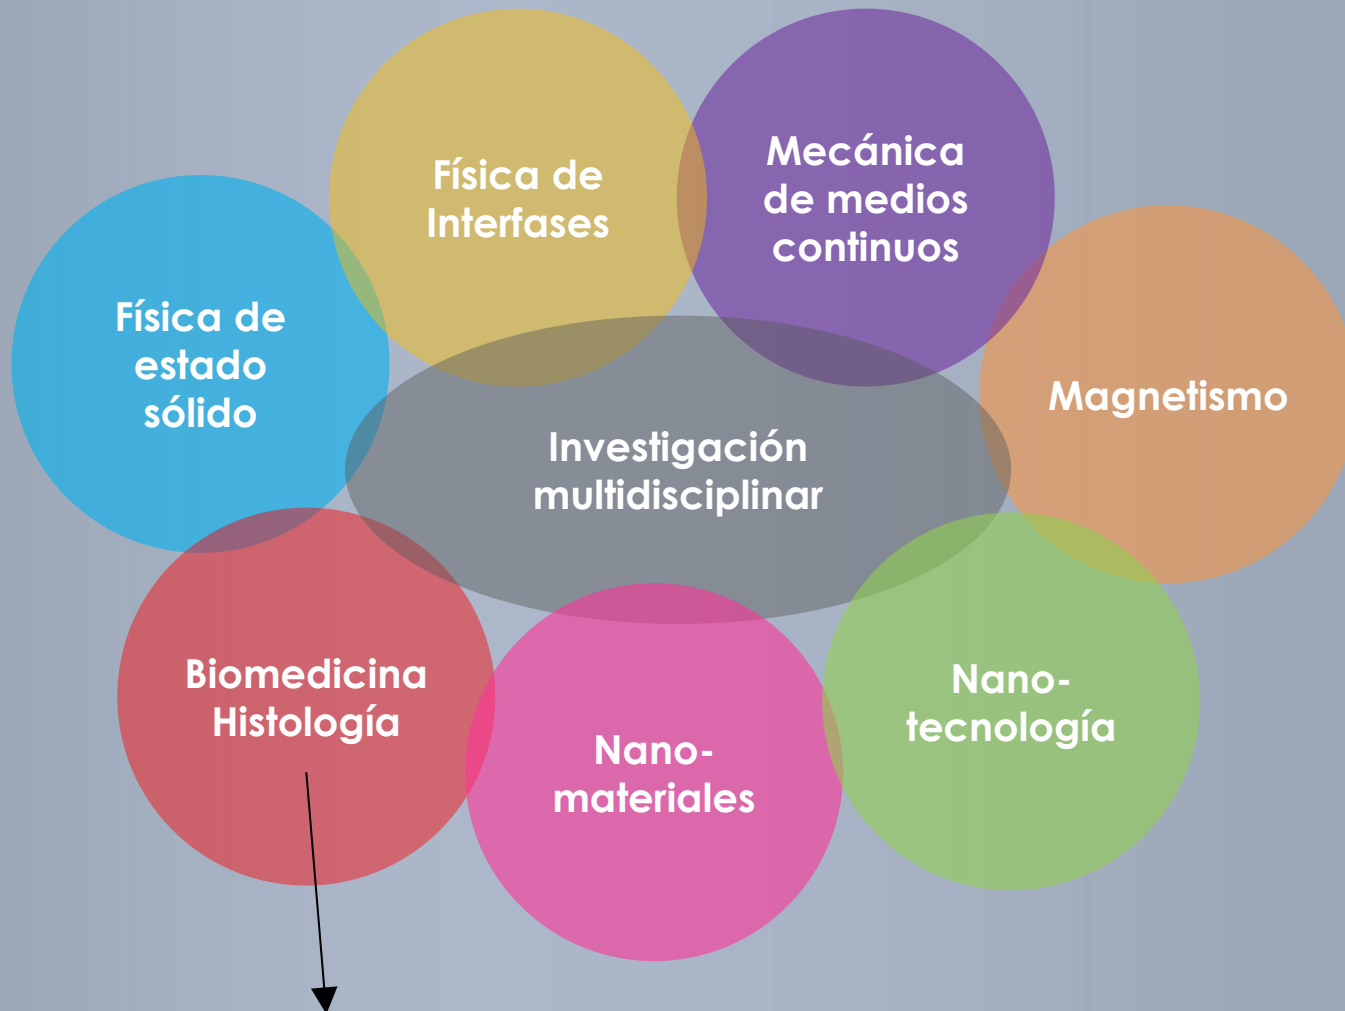 Física de
Interfases
Mecánica
de medios
continuos
Física de
estado
sólido
Magnetismo
Investigación
multidisciplinar
Biomedicina
Histología
Nano-
materiales
Nano-
tecnología